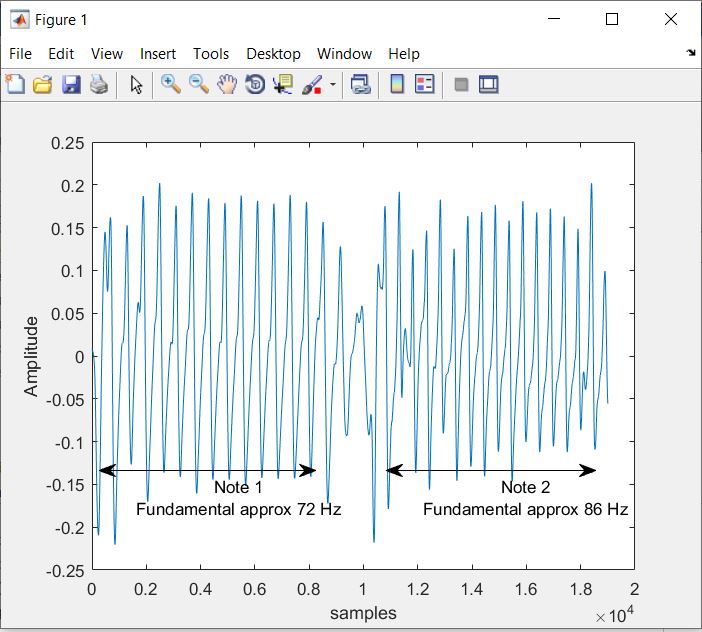 Figure 1
File Edit View Insert Tools Desktop Window Help
0.25
0.2
0.15
0.1
0.05
0
-0.05
-0.1
-0.15
-0.2
-0.25
Amplitude
Note 1
Fundamental approx 72 Hz
Note 2
Fundamental approx 86 Hz
0 0.2 0.4 0.6 0.8 1 1.2 1.4 1.6 1.8 2
samples
×10^4